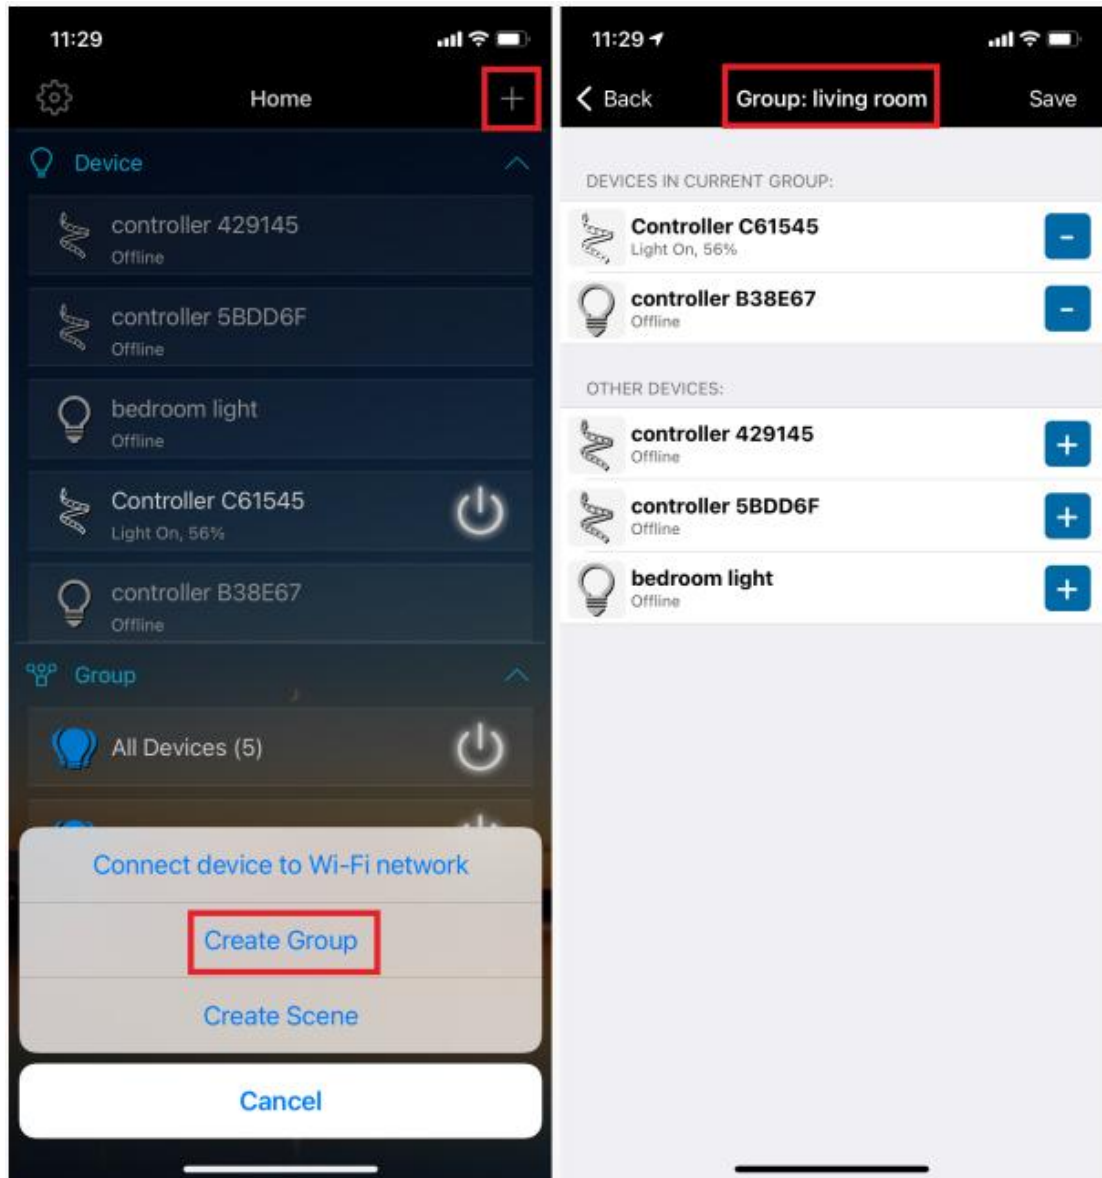 11:29
Home
Device
controller 429145
Offline
controller 5BDD6F
Offline
bedroom light
Offline
Controller C61545
Light On, 56%
controller B38E67
Offline
Group
All Devices (5)
Connect device to Wi-Fi network
Create Group
Create Scene
Cancel
11:29
Back
Group: living room
Save
DEVICES IN CURRENT GROUP:
Controller C61545
Light On, 56%
controller B38E67
Offline
OTHER DEVICES:
controller 429145
Offline
controller 5BDD6F
Offline
bedroom light
Offline